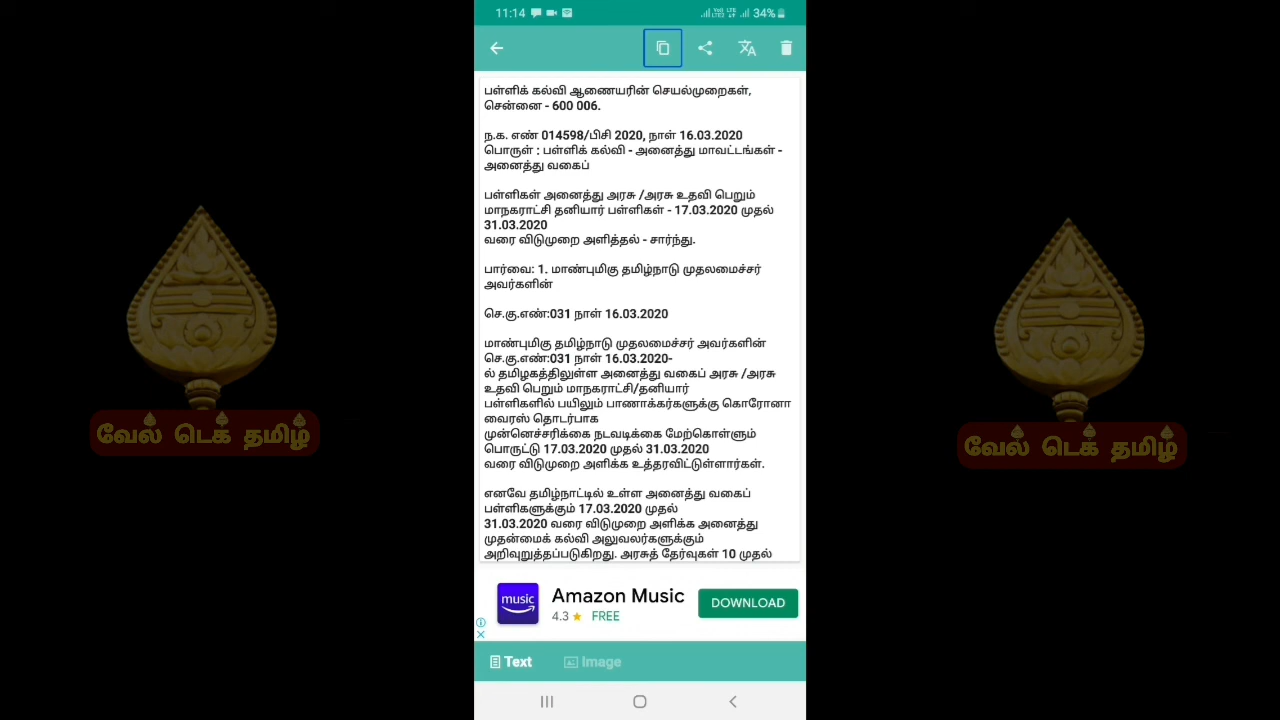 11:14
34%
பள்ளிக் கல்வி ஆணையரின் செயல்முறைகள்,
சென்னை - 600 006.
ந.க. எண் 014598/பிசி 2020, நாள் 16.03.2020
பொருள் : பள்ளிக் கல்வி - அனைத்து மாவட்டங்கள் -
அனைத்து வகைப்
பள்ளிகள் அனைத்து அரசு /அரசு உதவி பெறும்
மாநகராட்சி தனியார் பள்ளிகள் - 17.03.2020 முதல்
31.03.2020
வரை விடுமுறை அளித்தல் - சார்ந்து.
பார்வை: 1. மாண்புமிகு தமிழ்நாடு முதலமைச்சர்
அவர்களின்
செ.கு.எண்:031 நாள் 16.03.2020
மாண்புமிகு தமிழ்நாடு முதலமைச்சர் அவர்களின்
செ.கு.எண்:031 நாள் 16.03.2020-
ல் தமிழகத்திலுள்ள அனைத்து வகைப் அரசு /அரசு
உதவி பெறும் மாநகராட்சி/தனியார்
பள்ளிகளில் பயிலும் பாணாக்கர்களுக்கு கொரோனா
வைரஸ் தொடர்பாக
முன்னெச்சரிக்கை நடவடிக்கை மேற்கொள்ளும்
பொருட்டு 17.03.2020 முதல் 31.03.2020
வரை விடுமுறை அளிக்க உத்தரவிட்டுள்ளார்கள்.
எனவே தமிழ்நாட்டில் உள்ள அனைத்து வகைப்
பள்ளிகளுக்கும் 17.03.2020 முதல்
31.03.2020 வரை விடுமுறை அளிக்க அனைத்து
முதன்மைக் கல்வி அலுவலர்களுக்கும்
அறிவுறுத்தப்படுகிறது. அரசுத் தேர்வுகள் 10 முதல்
music
Amazon Music
4.3 ★ FREE
DOWNLOAD
Text
Image
வேல் டெக் தமிழ்
வேல் டெக் தமிழ்